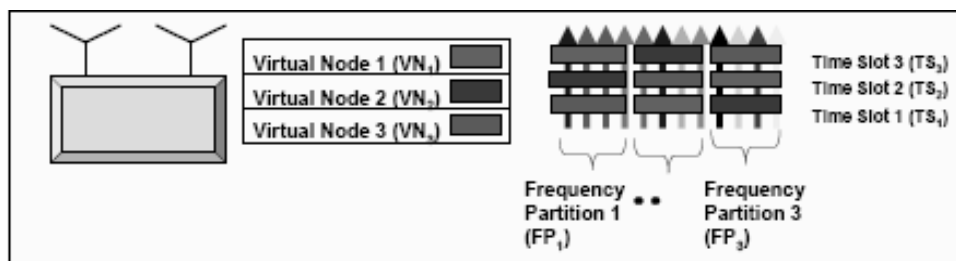 Virtual Node 1 (VN₁)
Virtual Node 2 (VN₂)
Virtual Node 3 (VN₃)
Time Slot 3 (TS₃)
Time Slot 2 (TS₂)
Time Slot 1 (TS₁)
Frequency
Partition 1
(FP₁)
Frequency
Partition 3
(FP₃)